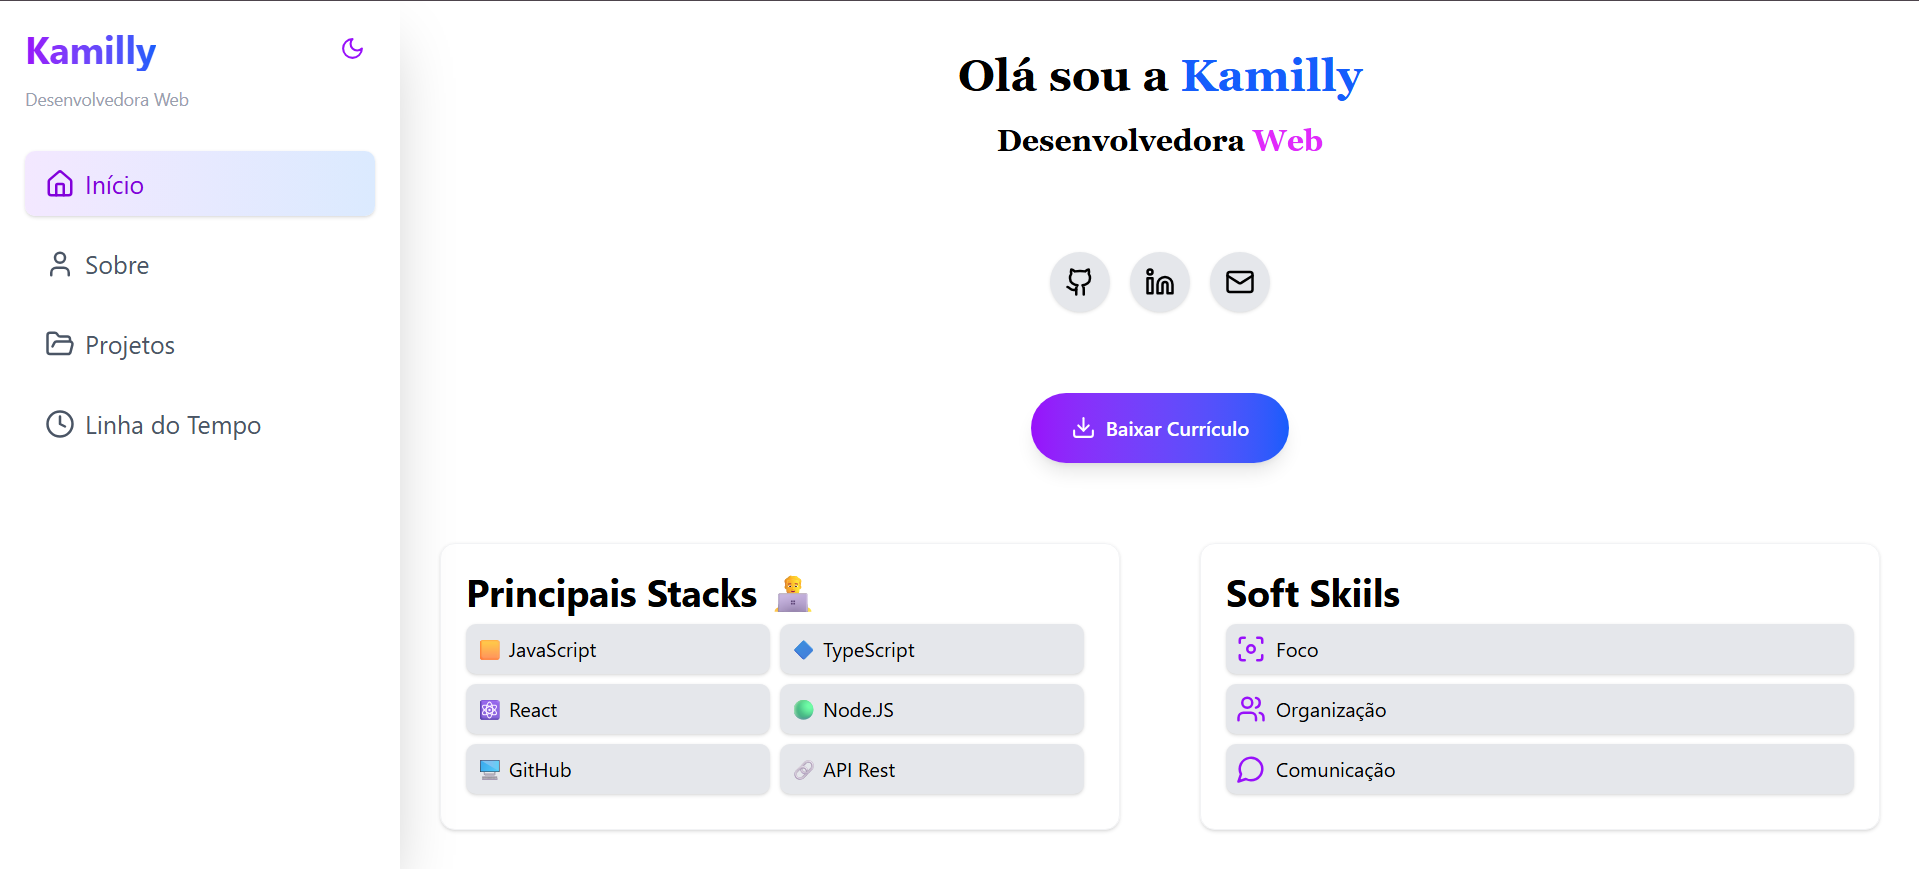 Kamilly
Desenvolvedora Web
Início
Sobre
Projetos
Linha do Tempo
Olá sou a Kamilly
Desenvolvedora Web
Baixar Currículo
Principais Stacks
JavaScript
TypeScript
React
Node.JS
GitHub
API Rest
Soft Skiils
Foco
Organização
Comunicação